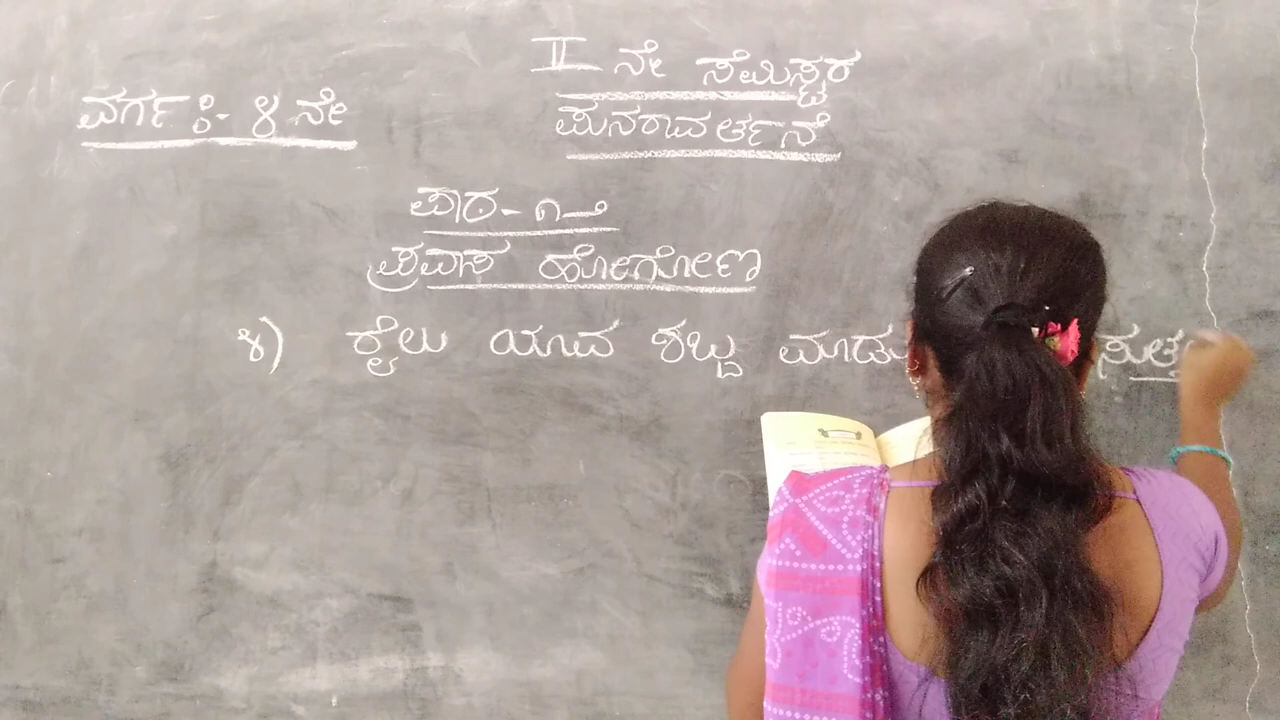 II ನೇ ಸೆಮಿಸ್ಟರ
ವರ್ಗ :- ೪ ನೇ
ಪುನರಾವರ್ತನೆ
ಪಾಠ - ೧
ಪ್ರವಾಸ ಹೋಗೋಣ
೪) ರೈಲು ಯಾವ ಶಬ್ದ ಮಾಡು